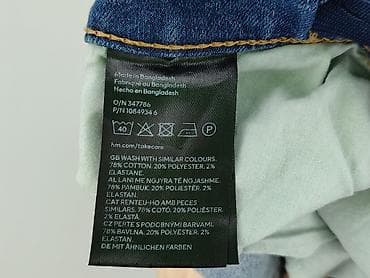 Made in Bangladesh
Fabriqué au Bangladesh
Hecho en Bangladesh
O/N 347786
P/N 1084934 6
40 P
hm.com/takecare
GB WASH WITH SIMILAR COLOURS.
78% COTTON. 20% POLYESTER. 2%
ELASTANE.
AL LANI ME NGJYRA TË NGJASHME.
78% PAMBUK. 20% POLIESTËR. 2%
ELASTAN.
CAT RENTEU-HO AMB PECES
SIMILARS. 78% COTÓ. 20% POLIÈSTER.
2% ELASTÀ.
CZ PERTE S PODOBNÝMI BARVAMI.
78% BAVLNA. 20% POLYESTER. 2%
ELASTAN.
DE MIT ÄHNLICHEN FARBEN